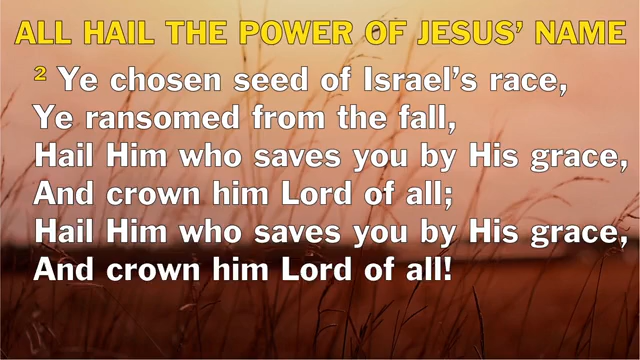 ALL HAIL THE POWER OF JESUS’ NAME
2 Ye chosen seed of Israel’s race,
Ye ransomed from the fall,
Hail Him who saves you by His grace,
And crown him Lord of all;
Hail Him who saves you by His grace,
And crown him Lord of all!